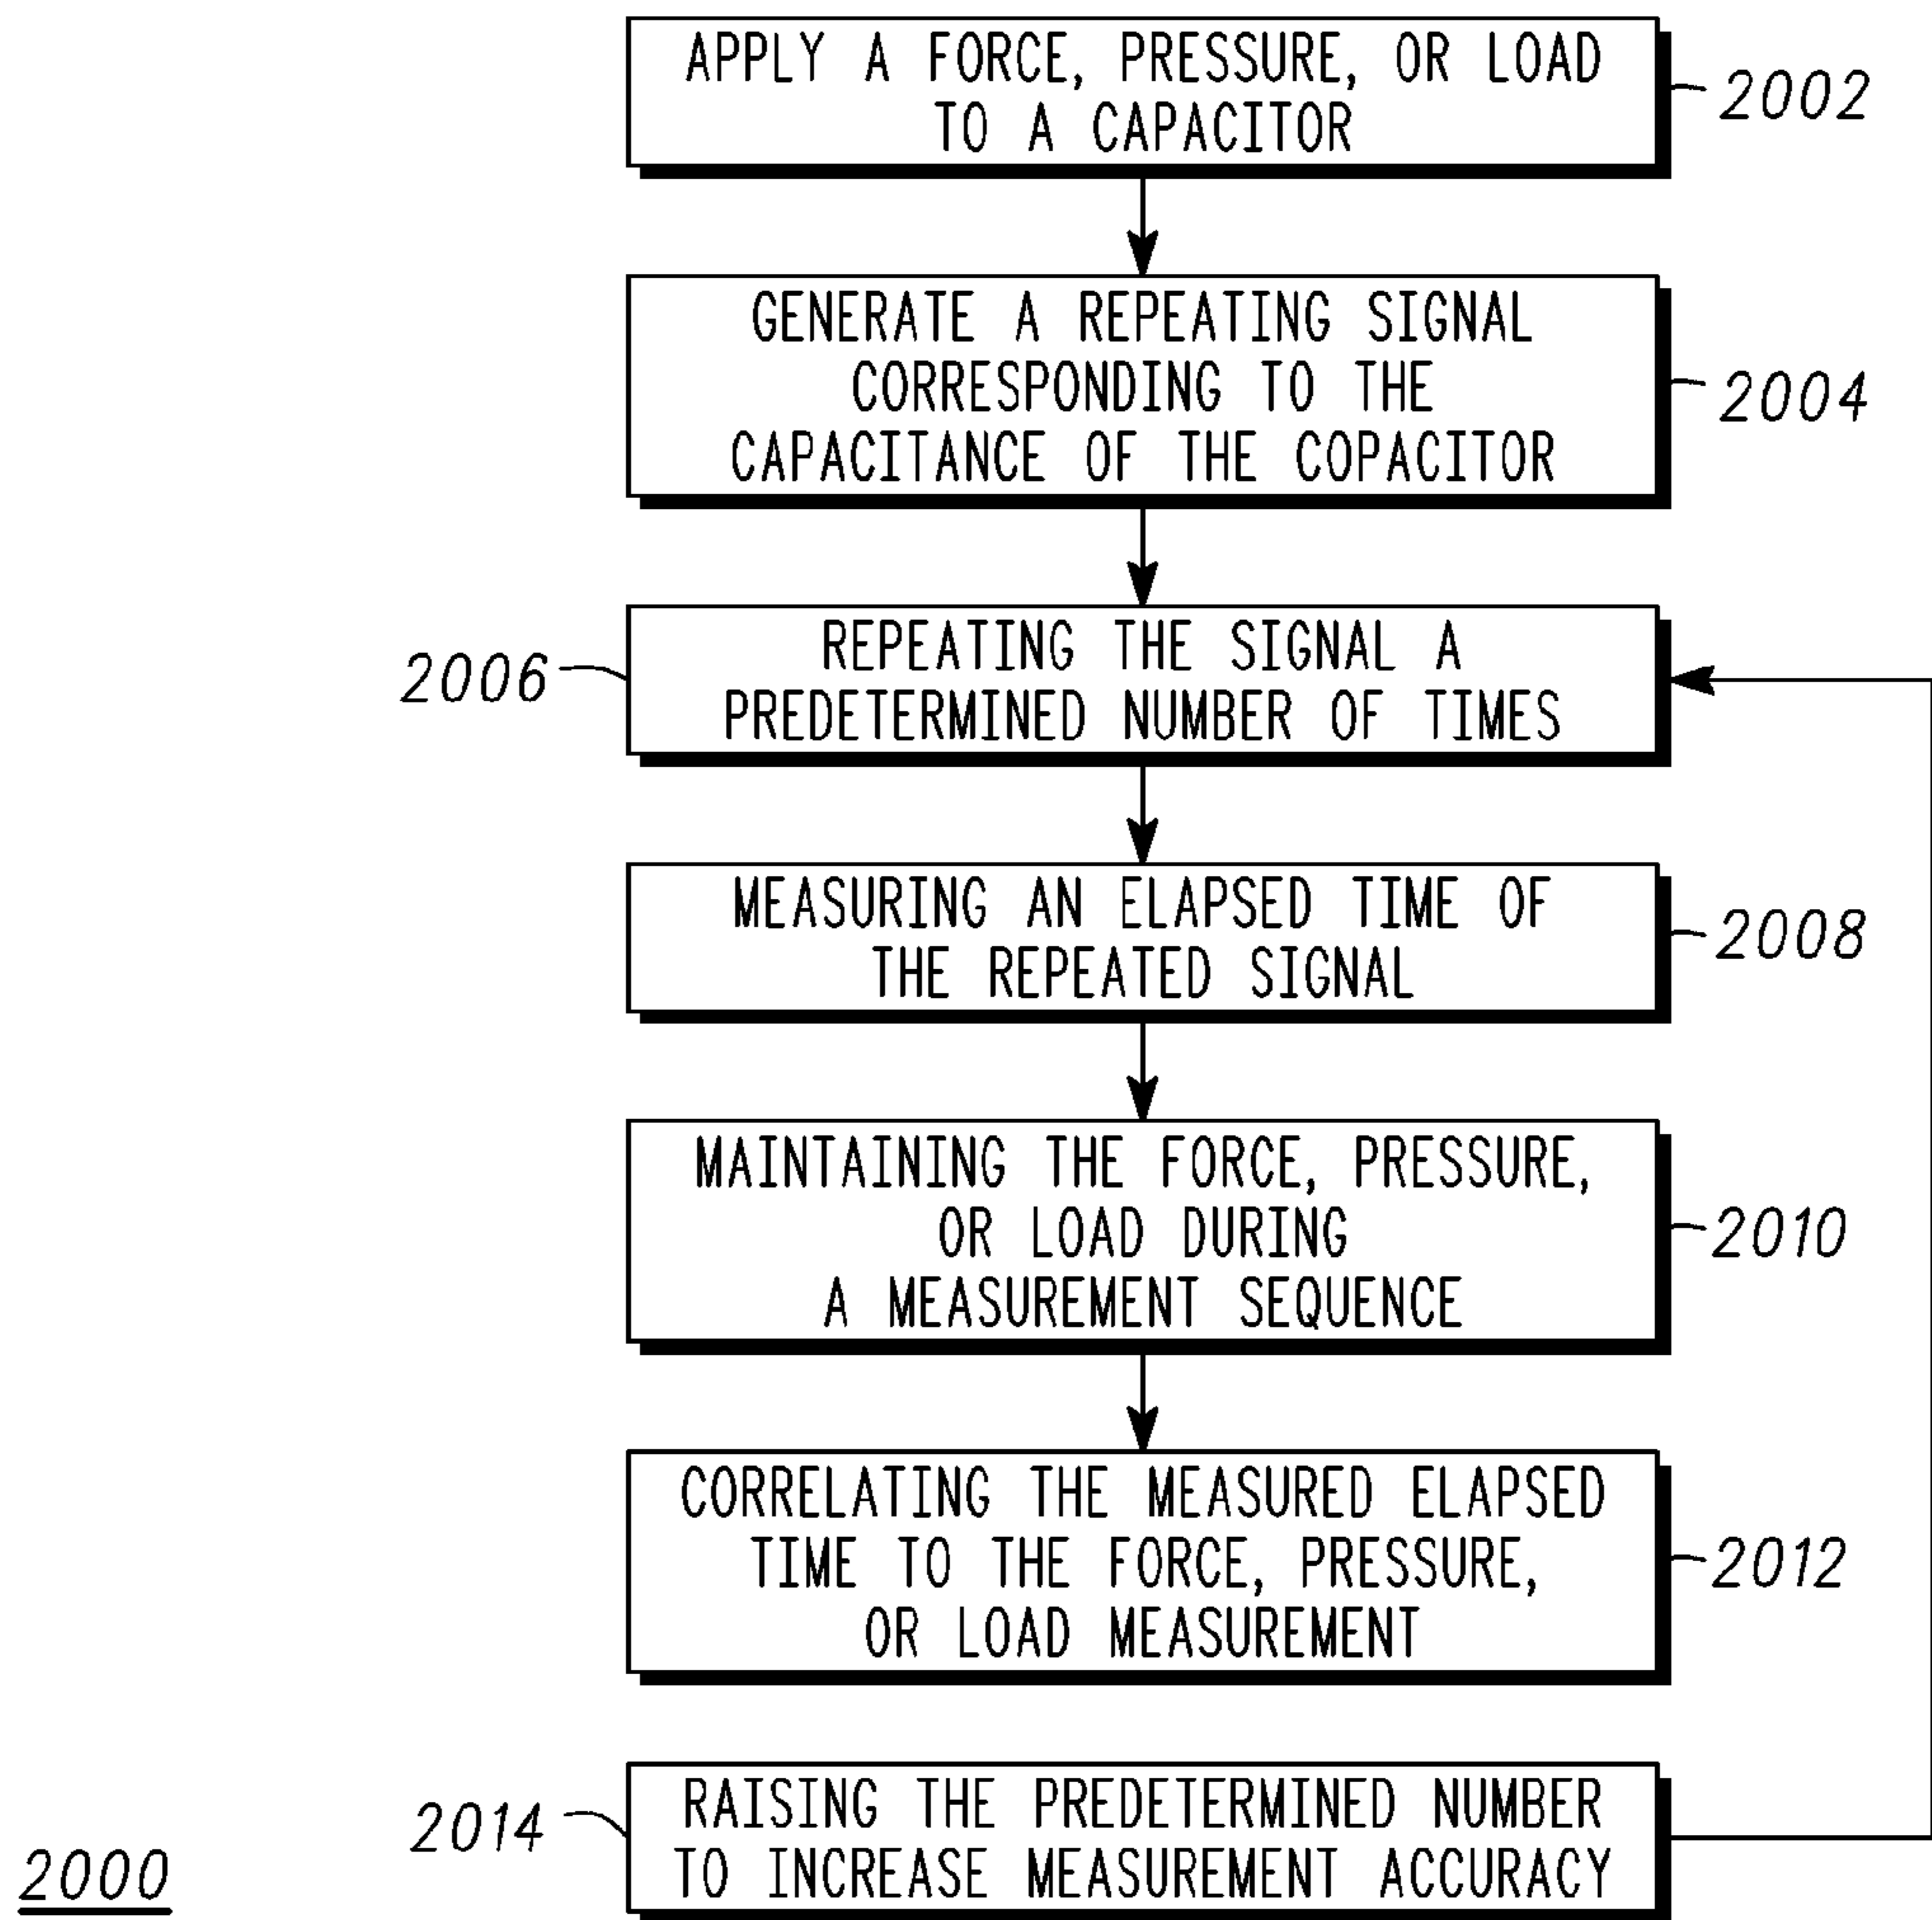 APPLY A FORCE, PRESSURE, OR LOAD
TO A CAPACITOR
2002
GENERATE A REPEATING SIGNAL
CORRESPONDING TO THE
CAPACITANCE OF THE COPACITOR
2004
REPEATING THE SIGNAL A
PREDETERMINED NUMBER OF TIMES
2006
MEASURING AN ELAPSED TIME OF
THE REPEATED SIGNAL
2008
MAINTAINING THE FORCE, PRESSURE,
OR LOAD DURING
A MEASUREMENT SEQUENCE
2010
CORRELATING THE MEASURED ELAPSED
TIME TO THE FORCE, PRESSURE,
OR LOAD MEASUREMENT
2012
RAISING THE PREDETERMINED NUMBER
TO INCREASE MEASUREMENT ACCURACY
2014
2000